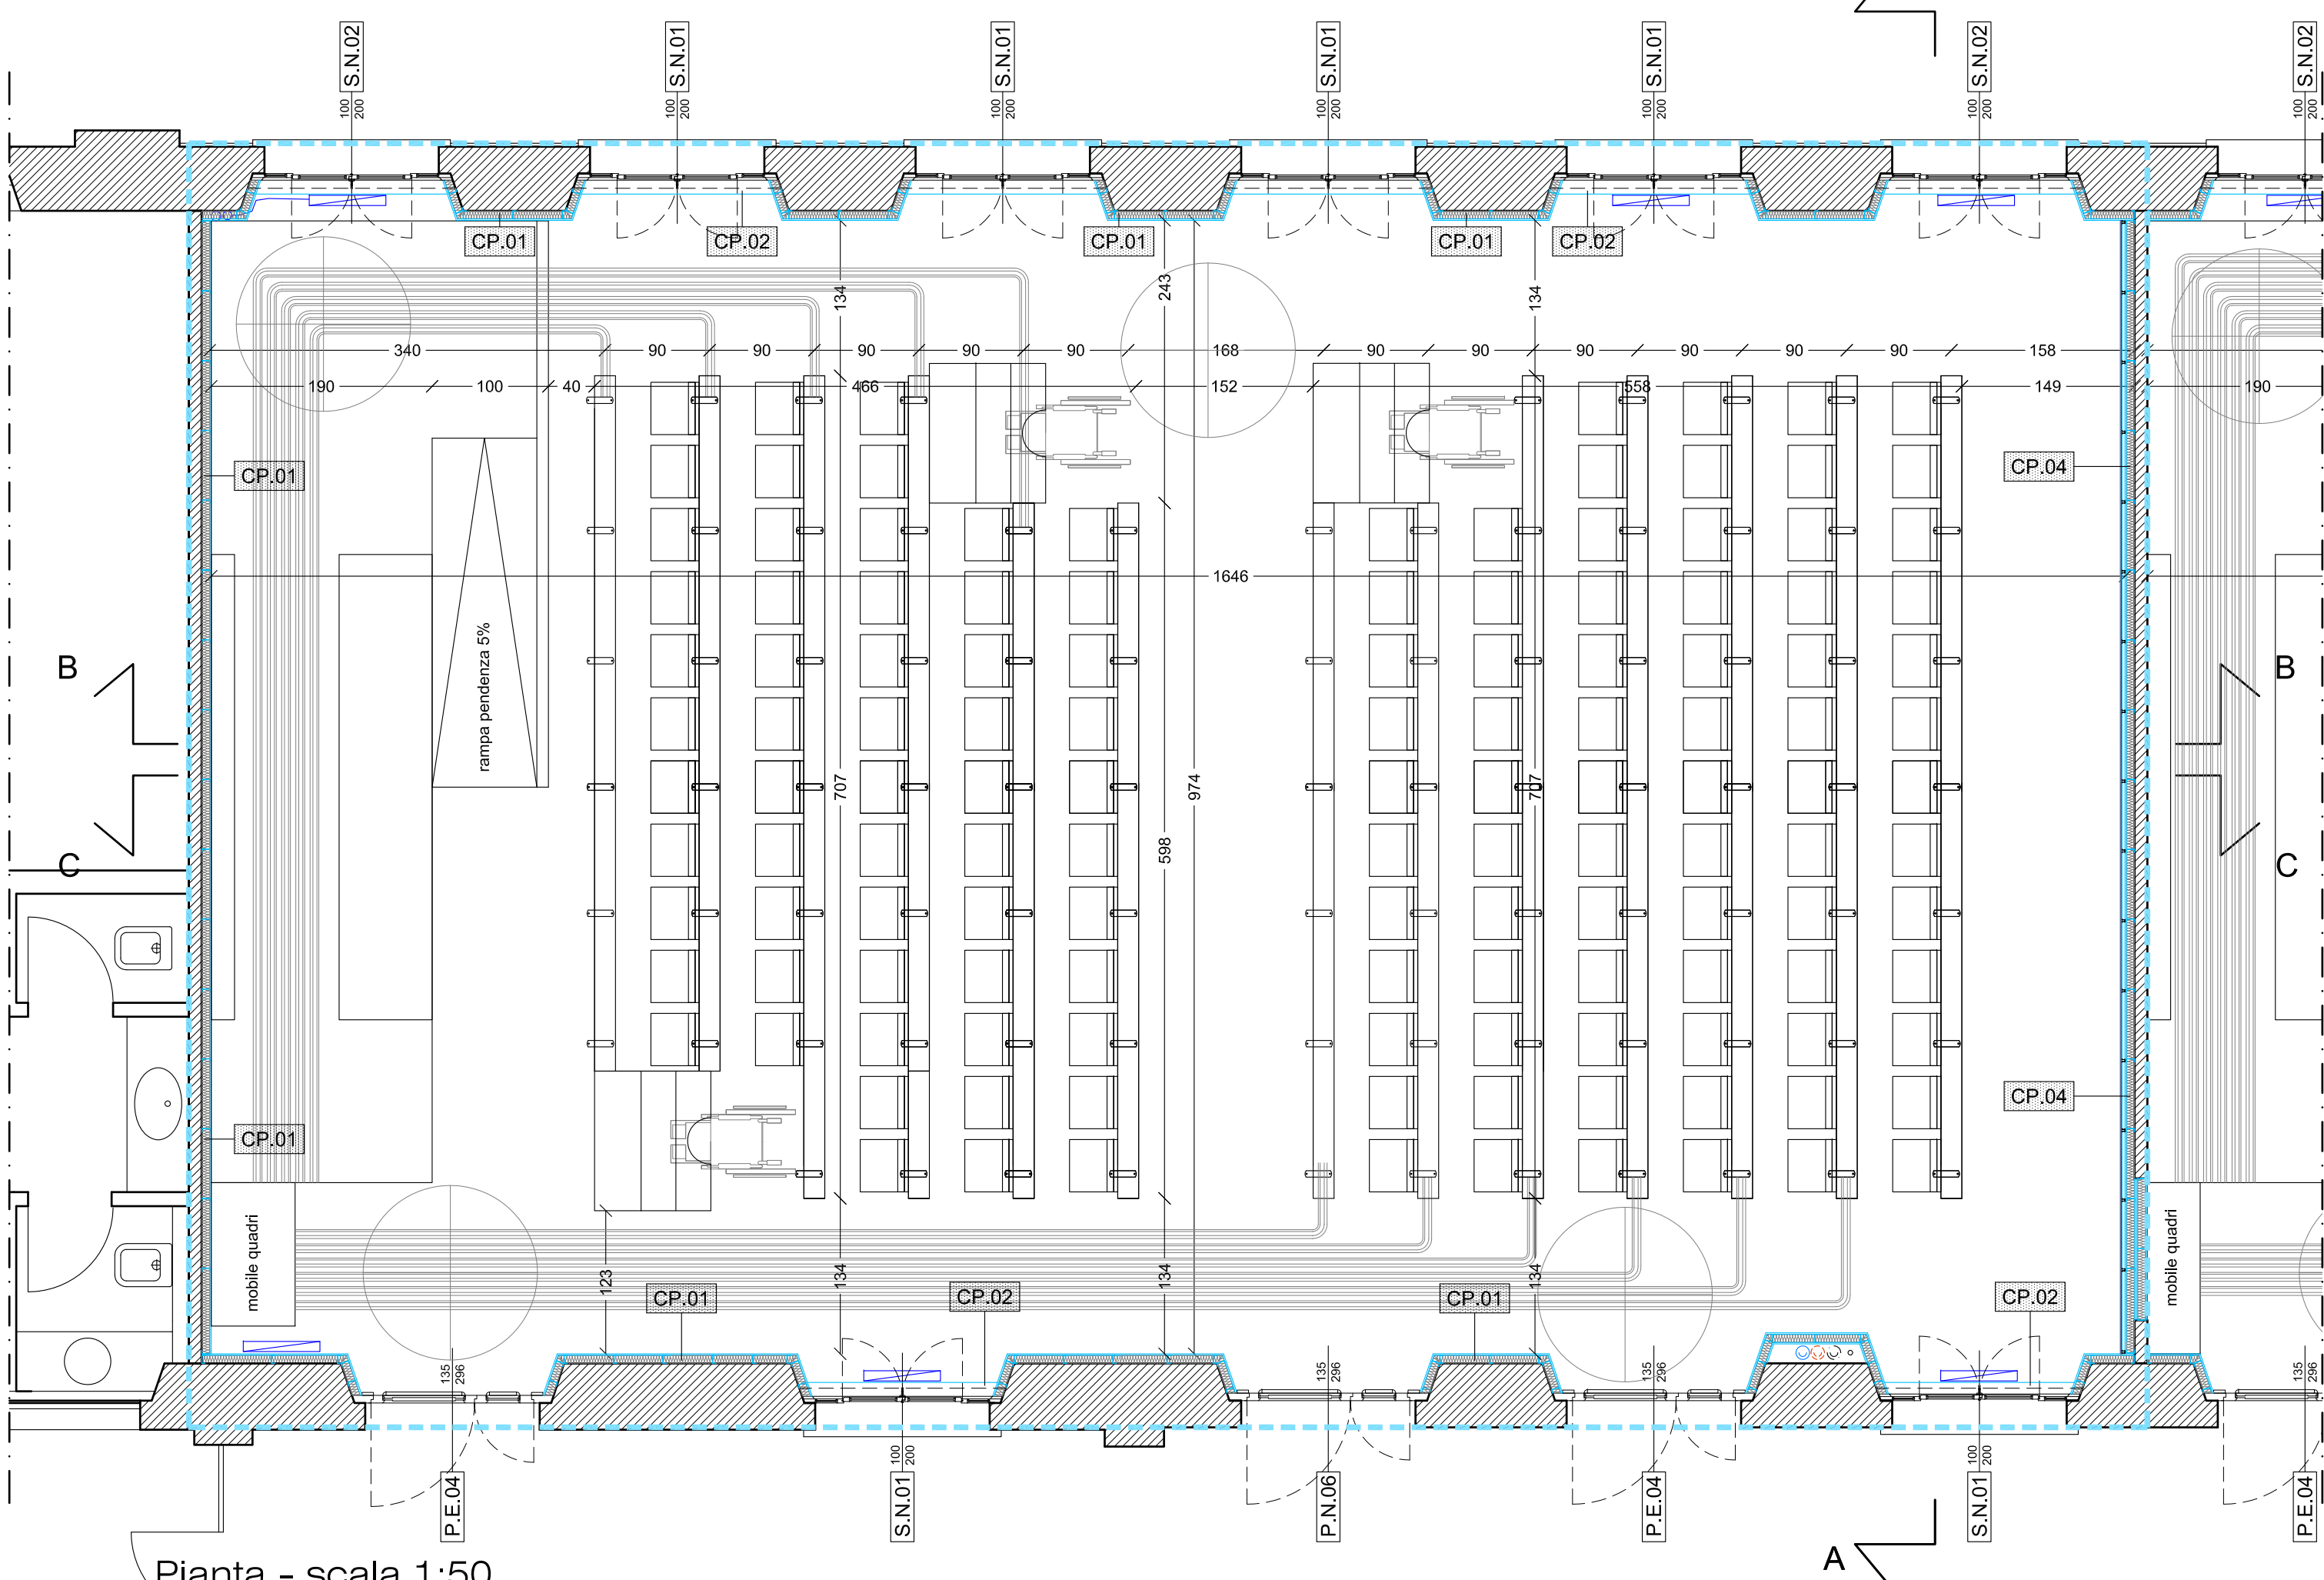 S.N.02
S.N.01
S.N.01
S.N.01
S.N.01
S.N.02
S.N.02
100
200
100
200
100
200
100
200
100
200
100
200
100
200
CP.01
CP.02
CP.01
CP.01
CP.02
134
243
134
340
90
90
90
90
90
168
90
90
90
90
90
90
158
190
100
40
466
152
558
149
190
CP.01
CP.04
1646
rampa pendenza 5%
B
B
707
974
707
598
C
C
CP.04
CP.01
mobile quadri
mobile quadri
123
134
134
134
CP.01
CP.02
CP.01
CP.02
135
296
135
296
135
296
135
296
100
200
100
200
P.E.04
S.N.01
P.N.06
P.E.04
S.N.01
P.E.04
A
Pianta - scala 1:50